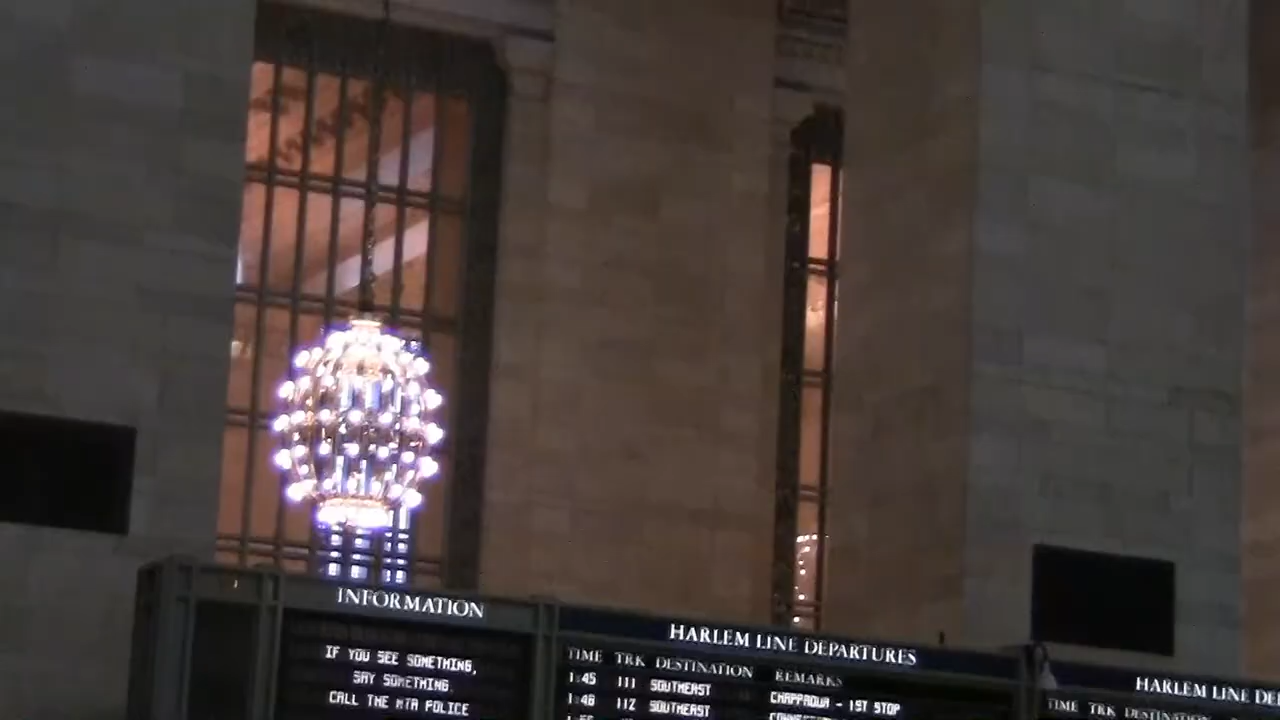 INFORMATION
IF YOU SEE SOMETHING,
SAY SOMETHING.
CALL THE MTA POLICE
HARLEM LINE DEPARTURES
TIME TRK DESTINATION REMARKS
1:45 111 SOUTHEAST CHAPPAQUA - 1ST STOP
1:46 112 SOUTHEAST
HARLEM LINE DE
TIME TRK DESTINATION